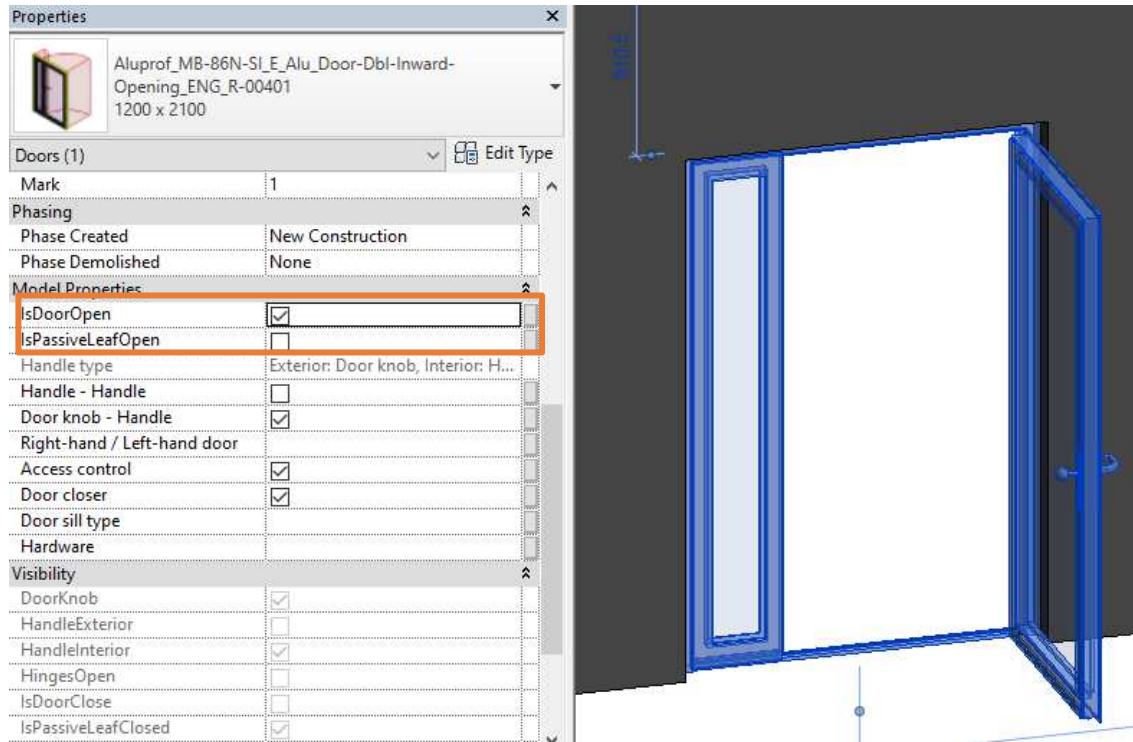 Properties
Aluprof_MB-86N-SI_E_Alu_Door-Dbl-Inward-
Opening_ENG_R-00401
1200 x 2100
Doors (1) Edit Type
Mark 1
Phasing
Phase Created New Construction
Phase Demolished None
Model Properties
IsDoorOpen
IsPassiveLeafOpen
Handle type Exterior: Door knob, Interior: H...
Handle - Handle
Door knob - Handle
Right-hand / Left-hand door
Access control
Door closer
Door sill type
Hardware
Visibility
DoorKnob
HandleExterior
HandleInterior
HingesOpen
IsDoorClose
IsPassiveLeafClosed